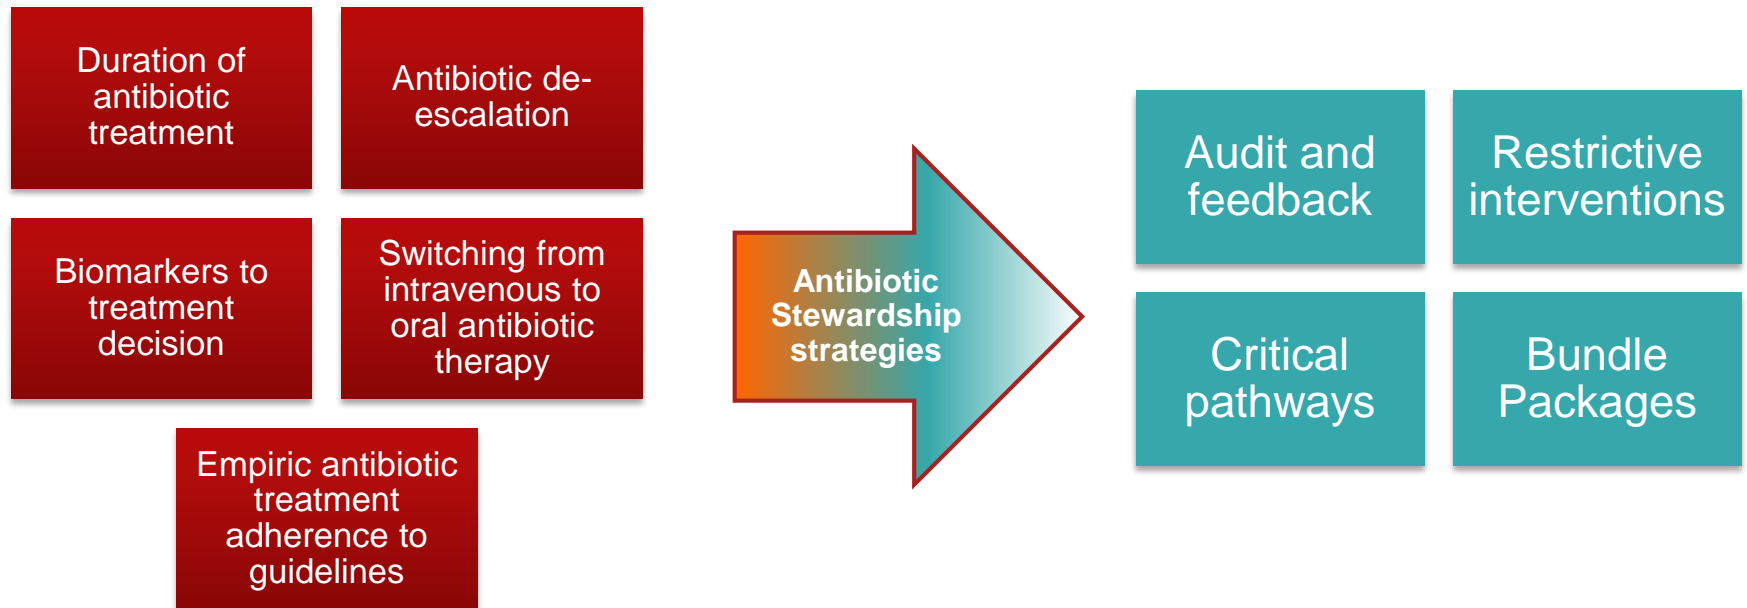 Duration of
antibiotic
treatment
Antibiotic de-
escalation
Biomarkers to
treatment
decision
Switching from
intravenous to
oral antibiotic
therapy
Empiric antibiotic
treatment
adherence to
guidelines
Antibiotic
Stewardship
strategies
Audit and
feedback
Restrictive
interventions
Critical
pathways
Bundle
Packages